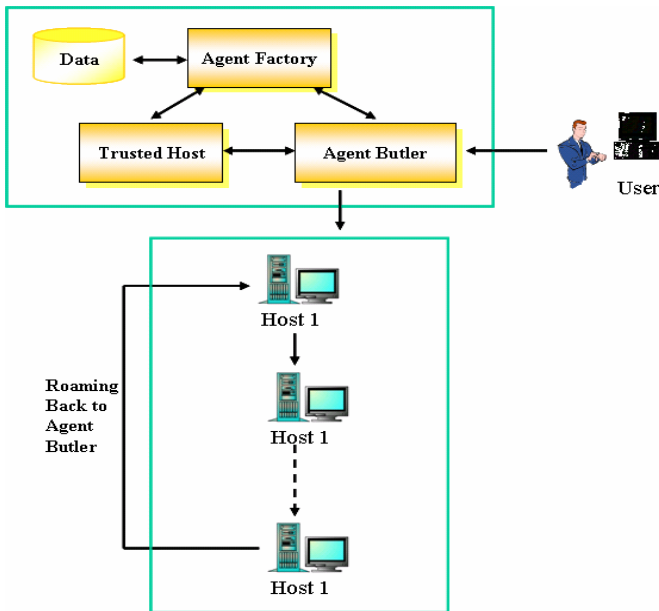 Data
Agent Factory
Trusted Host
Agent Butler
User
Host 1
Roaming
Back to
Agent
Butler
Host 1
Host 1